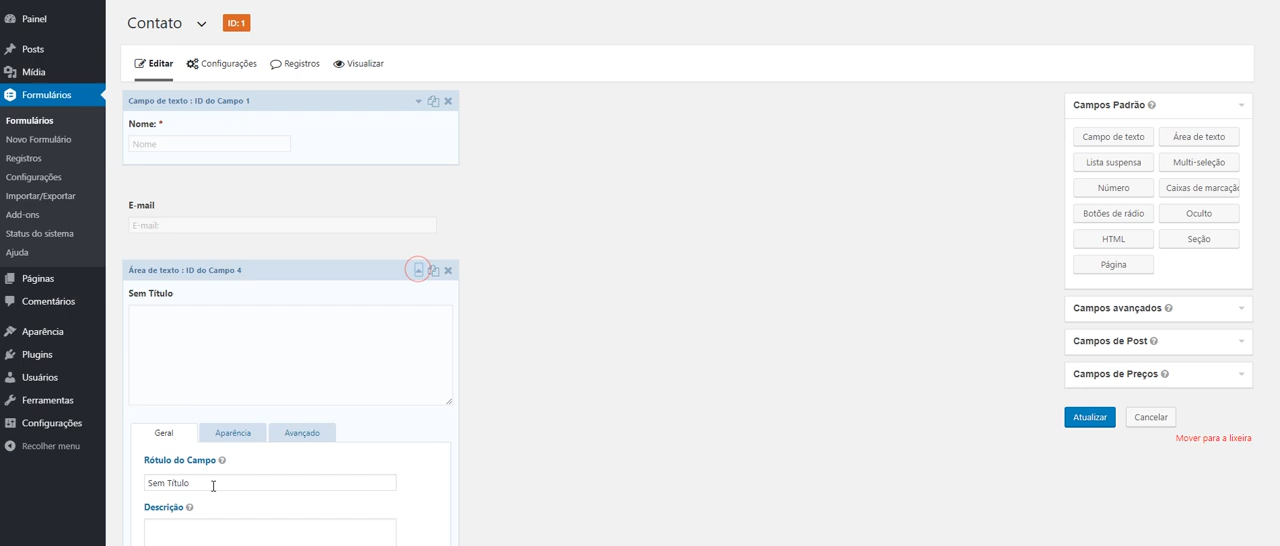 Painel
Posts
Mídia
Formulários
Formulários
Novo Formulário
Registros
Configurações
Importar/Exportar
Add-ons
Status do sistema
Ajuda
Páginas
Comentários
Aparência
Plugins
Usuários
Ferramentas
Configurações
Recolher menu
Contato ID: 1
Editar Configurações Registros Visualizar
Campo de texto : ID do Campo 1
Nome: *
Nome
E-mail
E-mail:
Área de texto : ID do Campo 4
Sem Título
Geral Aparência Avançado
Rótulo do Campo
Sem Título
Descrição
Campos Padrão
Campo de texto Área de texto
Lista suspensa Multi-seleção
Número Caixas de marcação
Botões de rádio Oculto
HTML Seção
Página
Campos avançados
Campos de Post
Campos de Preços
Atualizar Cancelar
Mover para a lixeira